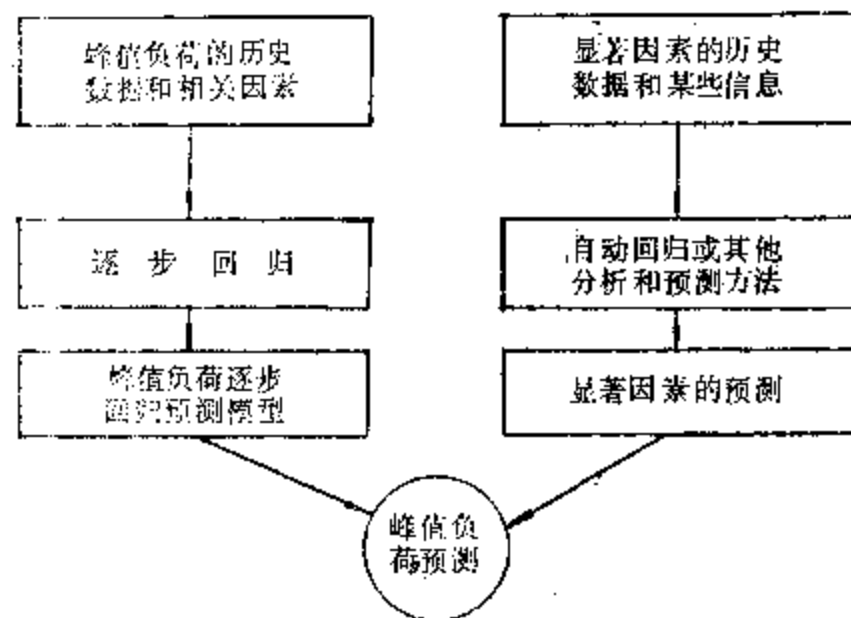 峰值负荷的历史
数据和相关因素
显著因素的历史
数据和某些信息
逐步回归
自动回归或其他
分析和预测方法
峰值负荷逐步
回归预测模型
显著因素的预测
峰值负
荷预测